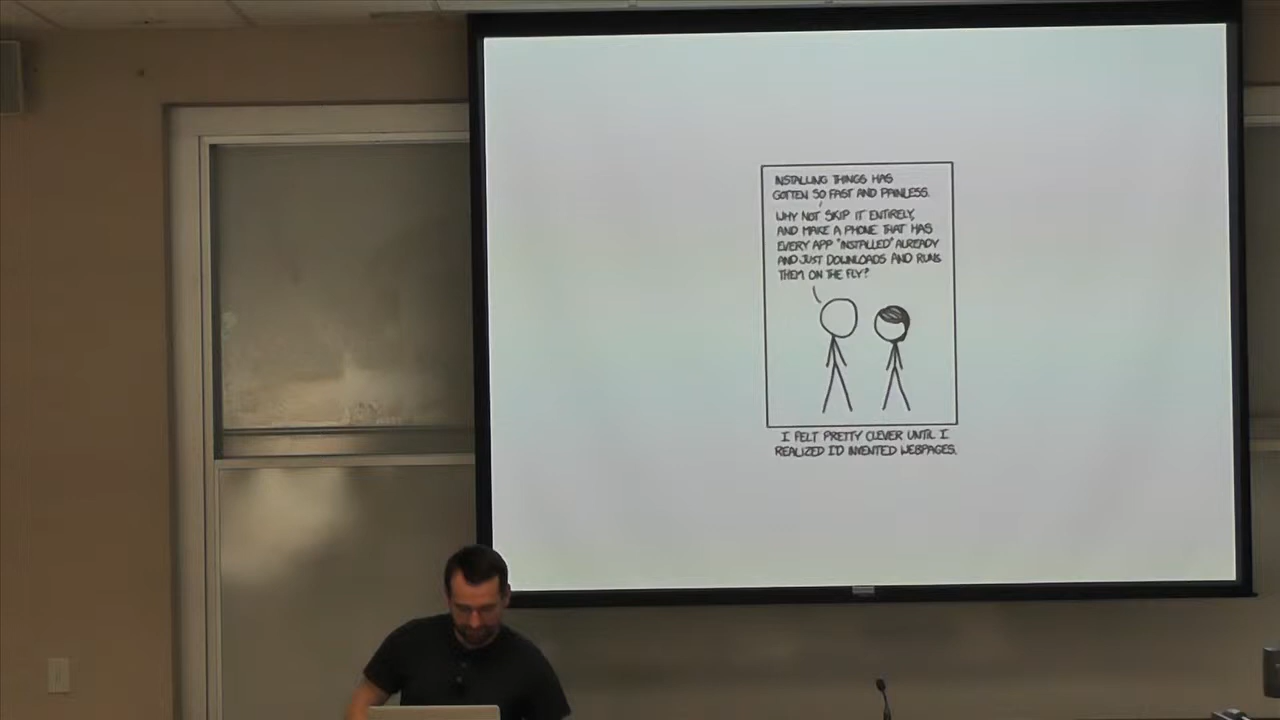 INSTALLING THINGS HAS
GOTTEN SO FAST AND PAINLESS.
WHY NOT SKIP IT ENTIRELY,
AND MAKE A PHONE THAT HAS
EVERY APP "INSTALLED" ALREADY
AND JUST DOWNLOADS AND RUNS
THEM ON THE FLY?
I FELT PRETTY CLEVER UNTIL I
REALIZED I'D INVENTED WEBPAGES.